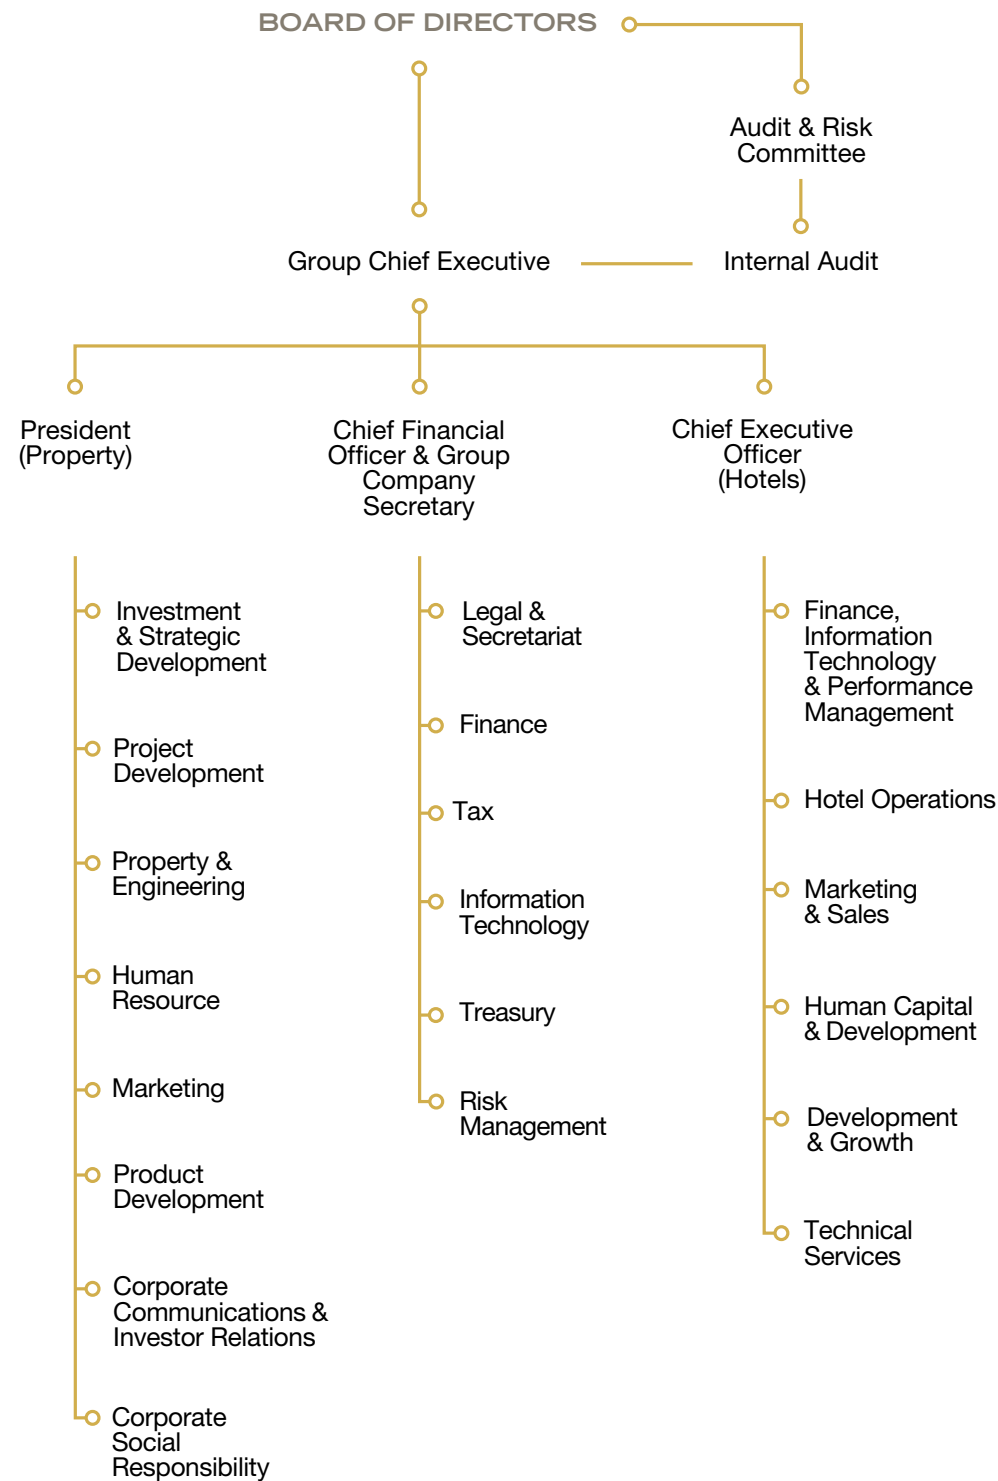 BOARD OF DIRECTORS
Audit & Risk
Committee
Group Chief Executive
Internal Audit
President
(Property)
Chief Financial
Officer & Group
Company
Secretary
Chief Executive
Officer
(Hotels)
Investment
& Strategic
Development
Project
Development
Property &
Engineering
Human
Resource
Marketing
Product
Development
Corporate
Communications &
Investor Relations
Corporate
Social
Responsibility
Legal &
Secretariat
Finance
Tax
Information
Technology
Treasury
Risk
Management
Finance,
Information
Technology
& Performance
Management
Hotel Operations
Marketing
& Sales
Human Capital
& Development
Development
& Growth
Technical
Services